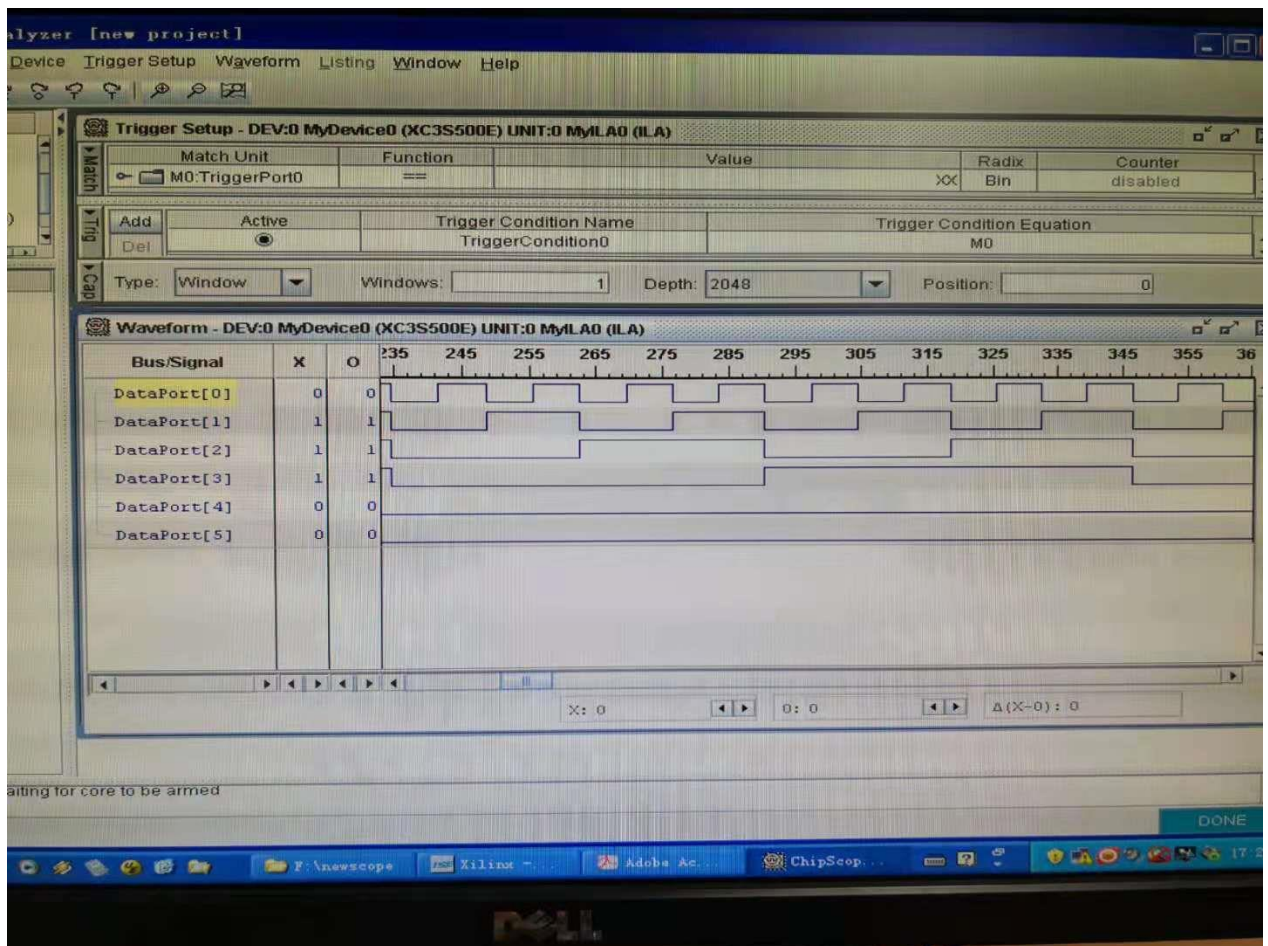 alyzer [new project]
Device Trigger Setup Waveform Listing Window Help
Trigger Setup - DEV:0 MyDevice0 (XC3S500E) UNIT:0 MyILA0 (ILA)
Match
Match Unit Function Value Radix Counter
M0:TriggerPort0 == XX Bin disabled
Trig
Add Active Trigger Condition Name Trigger Condition Equation
Del TriggerCondition0 M0
Cap
Type: Window Windows: 1 Depth: 2048 Position: 0
Waveform - DEV:0 MyDevice0 (XC3S500E) UNIT:0 MyILA0 (ILA)
Bus/Signal X O 235 245 255 265 275 285 295 305 315 325 335 345 355 36
DataPort[0] 0 0
DataPort[1] 1 1
DataPort[2] 1 1
DataPort[3] 1 1
DataPort[4] 0 0
DataPort[5] 0 0
X: 0 O: 0 Δ(X-O): 0
aiting for core to be armed
DONE
F:\newscope Xilinx -... Adobe Ac... ChipScop... 17:2
DELL